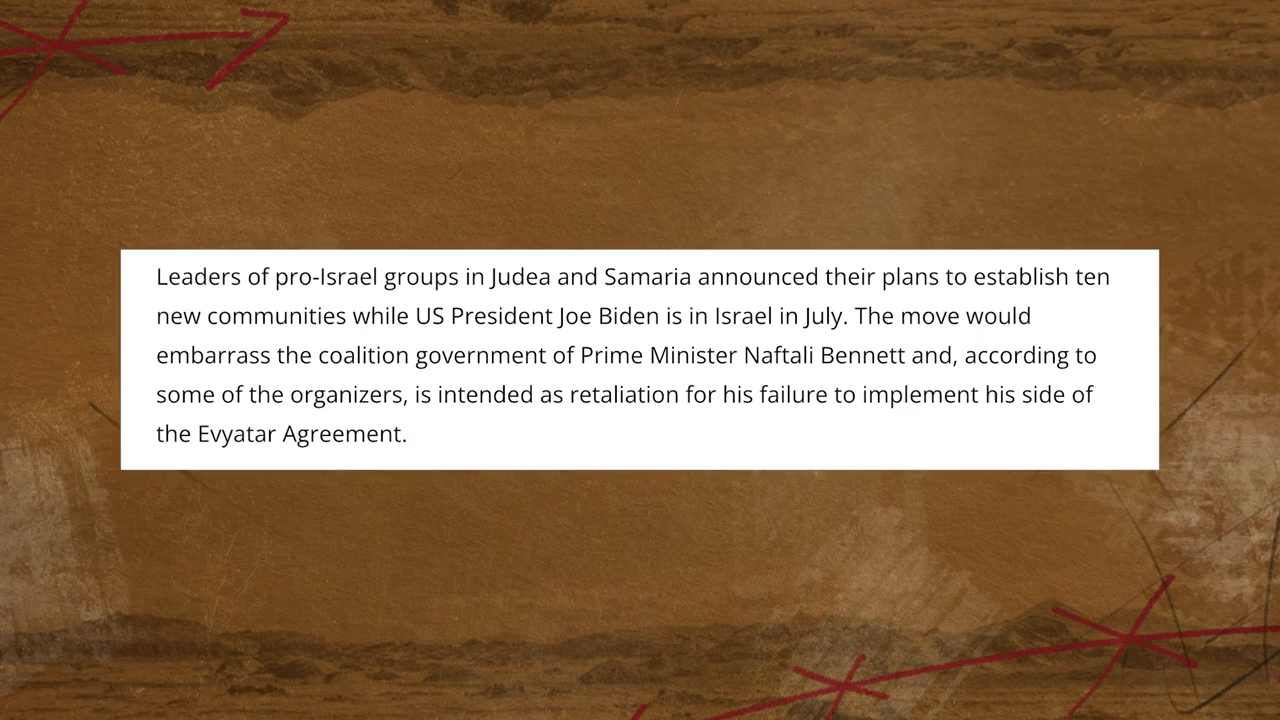 Leaders of pro-Israel groups in Judea and Samaria announced their plans to establish ten
new communities while US President Joe Biden is in Israel in July. The move would
embarrass the coalition government of Prime Minister Naftali Bennett and, according to
some of the organizers, is intended as retaliation for his failure to implement his side of
the Evyatar Agreement.